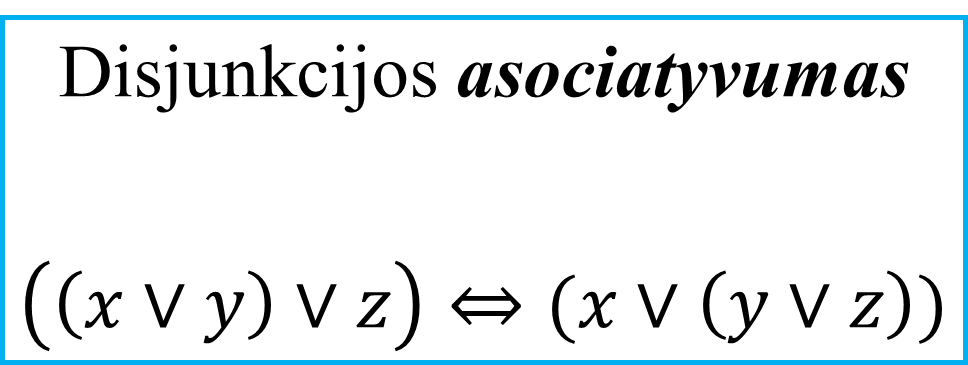 Disjunkcijos asociatyvumas
((x ∨ y) ∨ z) ⇔ (x ∨ (y ∨ z))